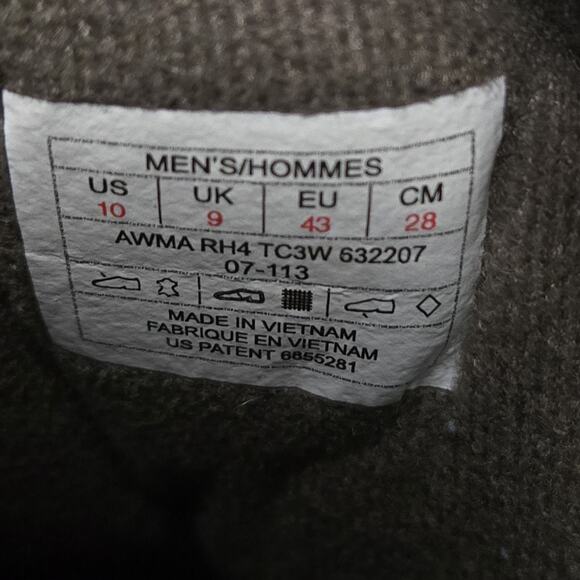 MEN'S/HOMMES
US UK EU CM
10 9 43 28
AWMA RH4 TC3W 632207
07-113
MADE IN VIETNAM
FABRIQUE EN VIETNAM
US PATENT 6855281